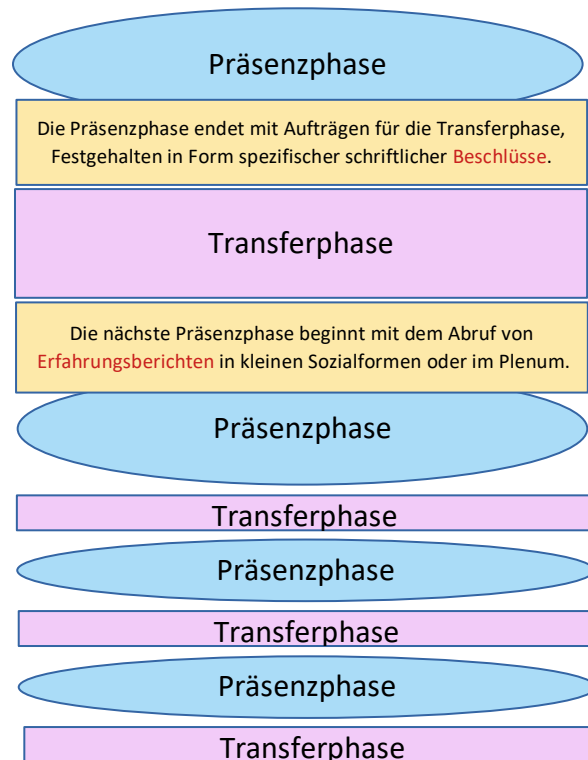 Präsenzphase
Die Präsenzphase endet mit Aufträgen für die Transferphase,
Festgehalten in Form spezifischer schriftlicher Beschlüsse.
Transferphase
Die nächste Präsenzphase beginnt mit dem Abruf von
Erfahrungsberichten in kleinen Sozialformen oder im Plenum.
Präsenzphase
Transferphase
Präsenzphase
Transferphase
Präsenzphase
Transferphase